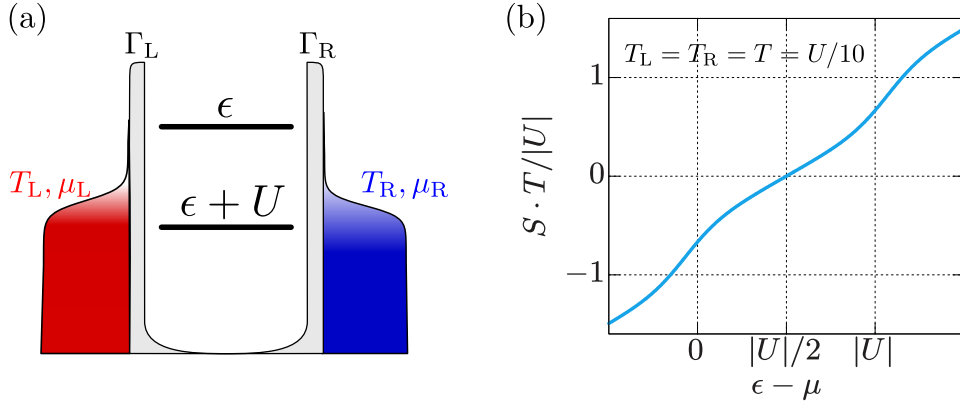 (a)
Γ_L Γ_R
ϵ
T_L, μ_L
ϵ + U
T_R, μ_R
(b)
T_L = T_R = T = U/10
S · T/|U|
1
0
−1
0 |U|/2 |U|
ϵ − μ